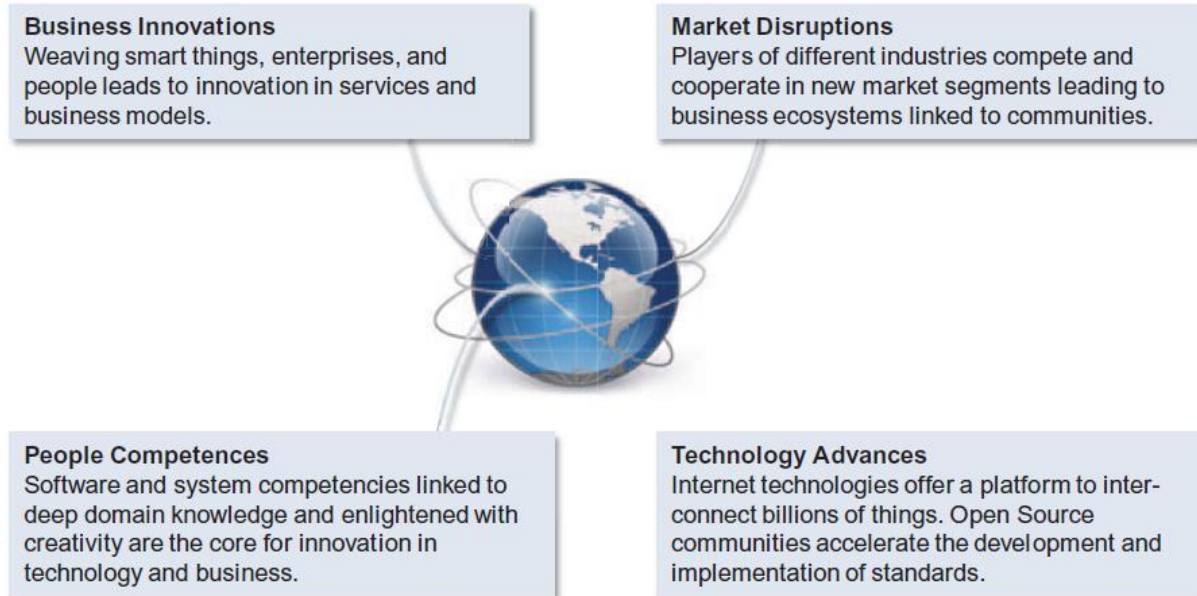 Business Innovations
Weaving smart things, enterprises, and
people leads to innovation in services and
business models.
Market Disruptions
Players of different industries compete and
cooperate in new market segments leading to
business ecosystems linked to communities.
People Competences
Software and system competencies linked to
deep domain knowledge and enlightened with
creativity are the core for innovation in
technology and business.
Technology Advances
Internet technologies offer a platform to inter-
connect billions of things. Open Source
communities accelerate the development and
implementation of standards.